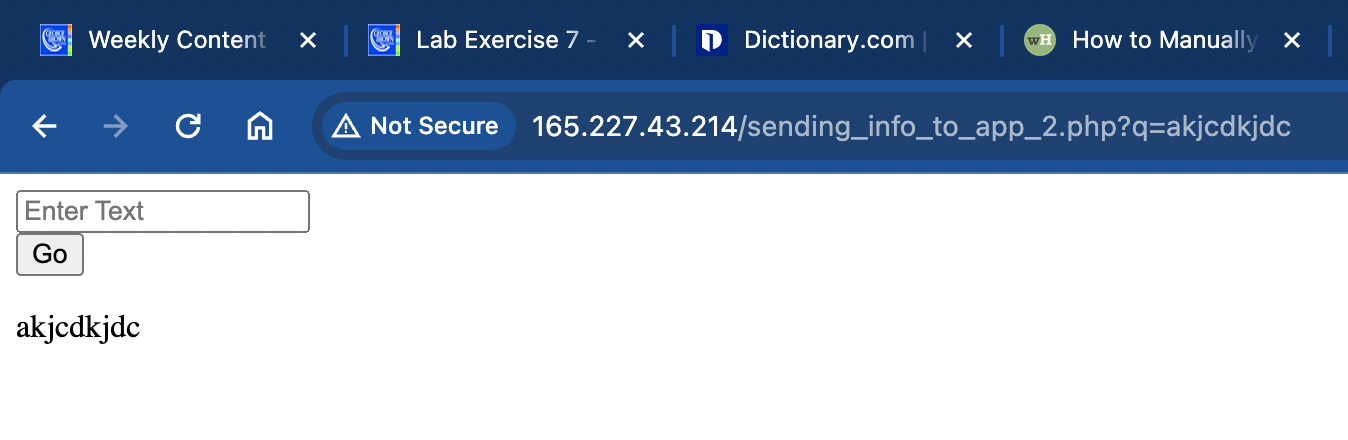 Weekly Content
Lab Exercise 7 -
Dictionary.com |
wH How to Manually
Not Secure 165.227.43.214/sending_info_to_app_2.php?q=akjcdkjdc
Enter Text
Go
akjcdkjdc